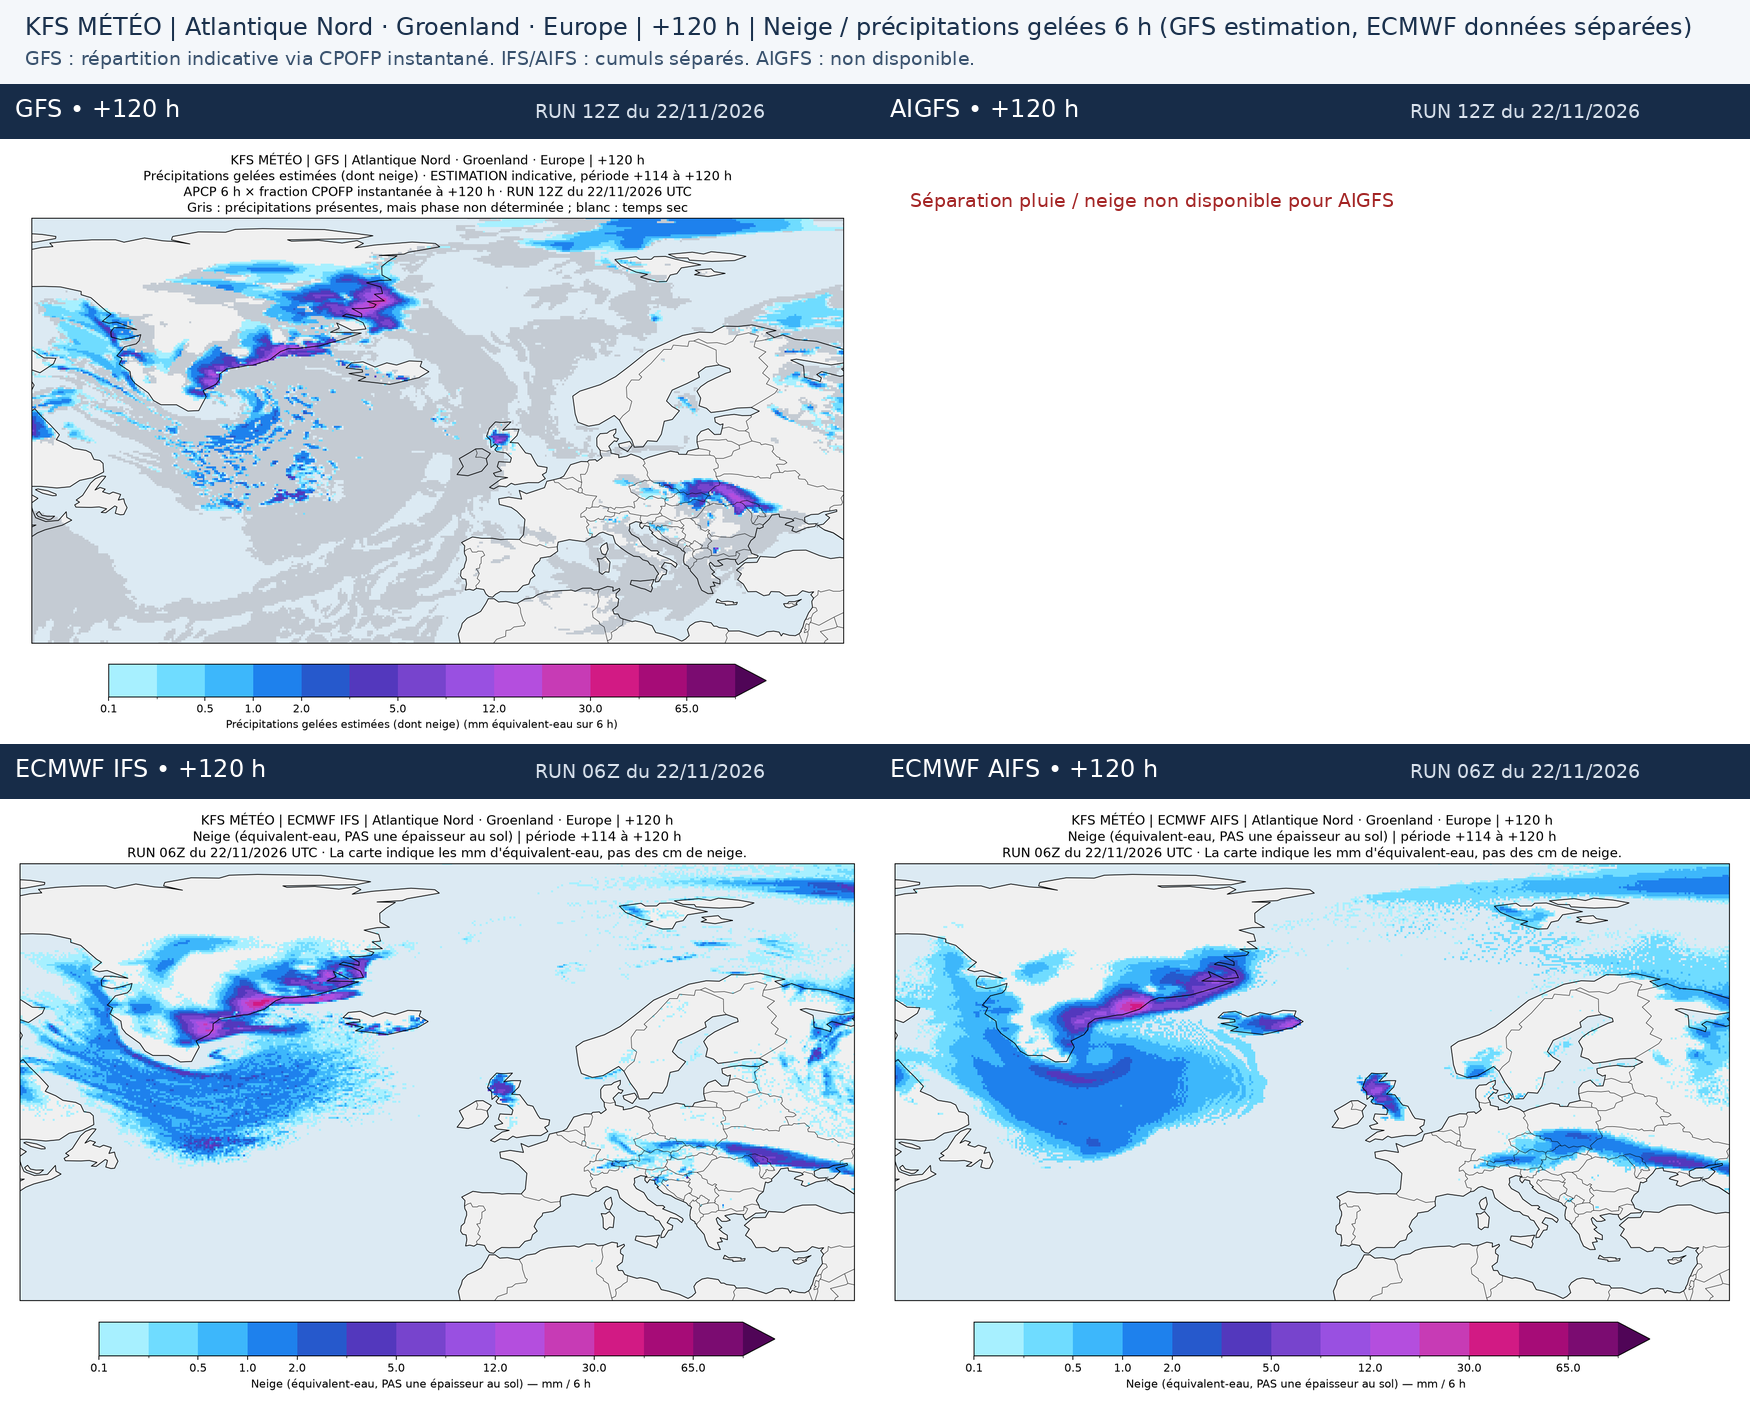 KFS MÉTÉO | Atlantique Nord · Groenland · Europe | +120 h | Neige / précipitations gelées 6 h (GFS estimation, ECMWF données séparées)
GFS : répartition indicative via CPOFP instantané. IFS/AIFS : cumuls séparés. AIGFS : non disponible.
GFS • +120 h
RUN 12Z du 22/11/2026
AIGFS • +120 h
RUN 12Z du 22/11/2026
KFS MÉTÉO | GFS | Atlantique Nord · Groenland · Europe | +120 h
Précipitations gelées estimées (dont neige) · ESTIMATION indicative, période +114 à +120 h
APCP 6 h × fraction CPOFP instantanée à +120 h · RUN 12Z du 22/11/2026 UTC
Gris : précipitations présentes, mais phase non déterminée ; blanc : temps sec
Séparation pluie / neige non disponible pour AIGFS
0.1 0.5 1.0 2.0 5.0 12.0 30.0 65.0
Précipitations gelées estimées (dont neige) (mm équivalent-eau sur 6 h)
ECMWF IFS • +120 h
RUN 06Z du 22/11/2026
ECMWF AIFS • +120 h
RUN 06Z du 22/11/2026
KFS MÉTÉO | ECMWF IFS | Atlantique Nord · Groenland · Europe | +120 h
Neige (équivalent-eau, PAS une épaisseur au sol) | période +114 à +120 h
RUN 06Z du 22/11/2026 UTC · La carte indique les mm d'équivalent-eau, pas des cm de neige.
0.1 0.5 1.0 2.0 5.0 12.0 30.0 65.0
Neige (équivalent-eau, PAS une épaisseur au sol) — mm / 6 h
KFS MÉTÉO | ECMWF AIFS | Atlantique Nord · Groenland · Europe | +120 h
Neige (équivalent-eau, PAS une épaisseur au sol) | période +114 à +120 h
RUN 06Z du 22/11/2026 UTC · La carte indique les mm d'équivalent-eau, pas des cm de neige.
0.1 0.5 1.0 2.0 5.0 12.0 30.0 65.0
Neige (équivalent-eau, PAS une épaisseur au sol) — mm / 6 h